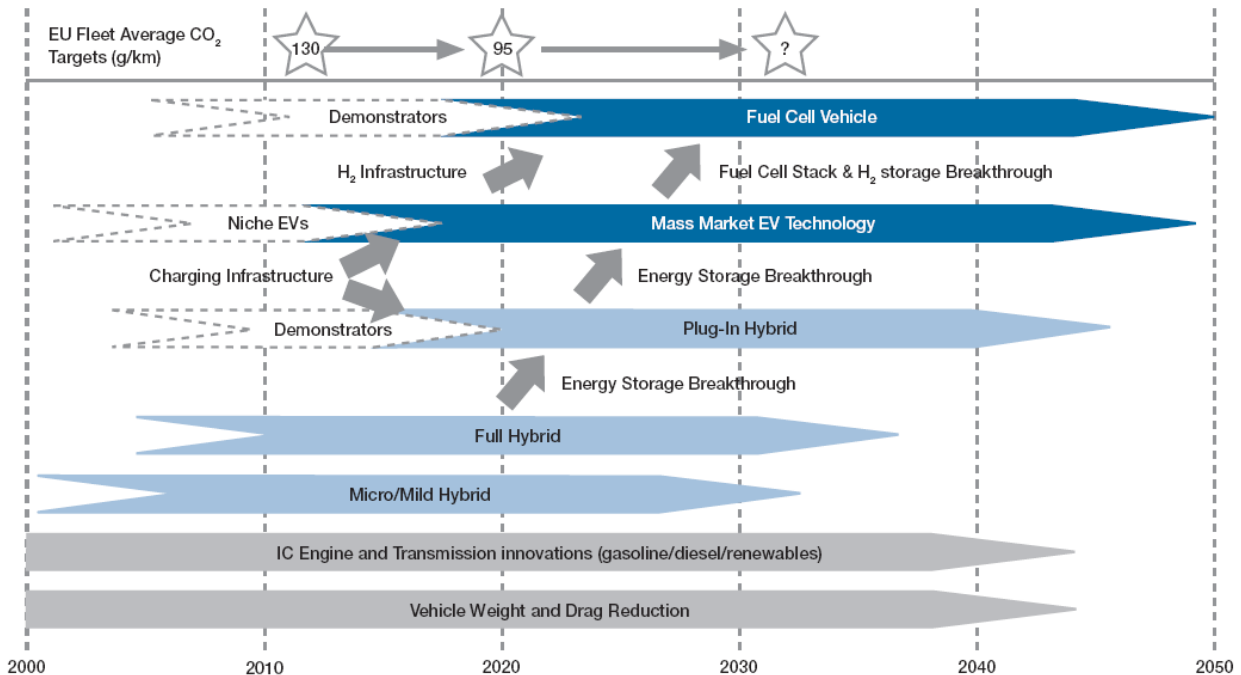 EU Fleet Average CO2
Targets (g/km)
130
95
?
Demonstrators
Fuel Cell Vehicle
H2 Infrastructure
Fuel Cell Stack & H2 storage Breakthrough
Niche EVs
Mass Market EV Technology
Charging Infrastructure
Energy Storage Breakthrough
Demonstrators
Plug-In Hybrid
Energy Storage Breakthrough
Full Hybrid
Micro/Mild Hybrid
IC Engine and Transmission innovations (gasoline/diesel/renewables)
Vehicle Weight and Drag Reduction
2000
2010
2020
2030
2040
2050